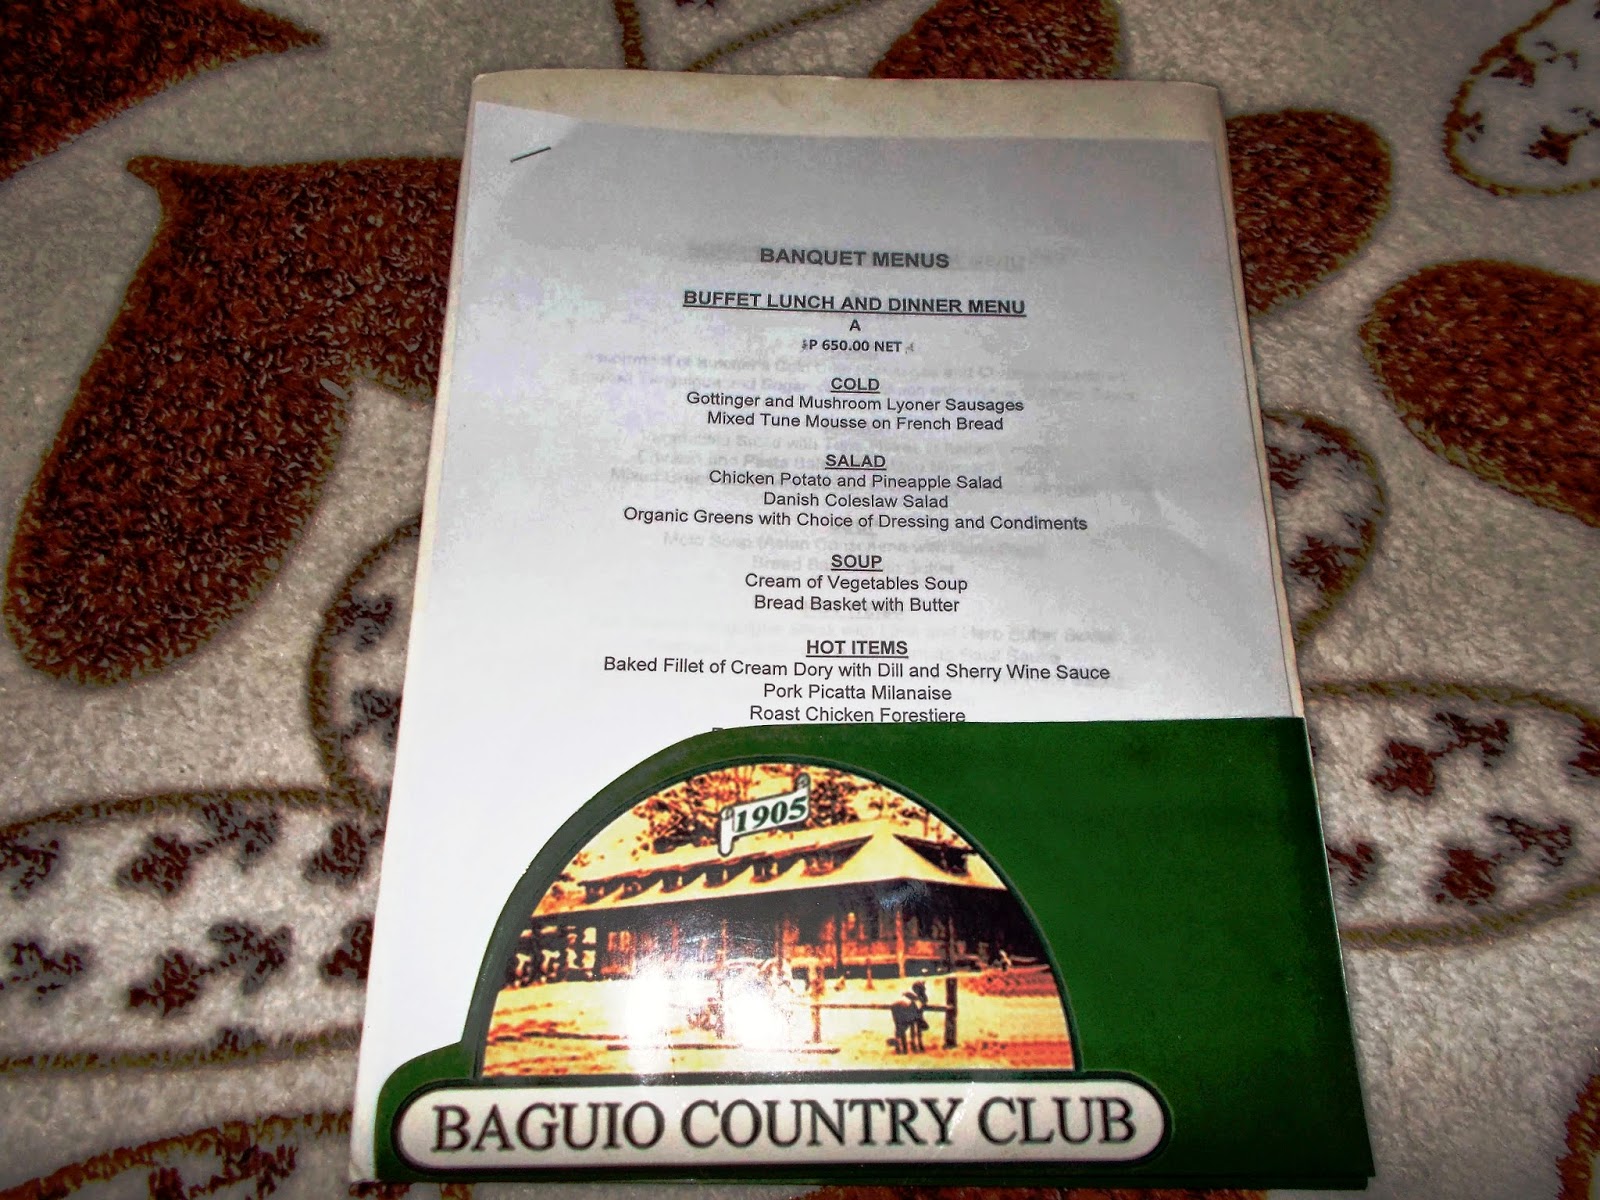 BANQUET MENUS
BUFFET LUNCH AND DINNER MENU
A
P 650.00 NET
COLD
Gottinger and Mushroom Lyoner Sausages
Mixed Tune Mousse on French Bread
SALAD
Chicken Potato and Pineapple Salad
Danish Coleslaw Salad
Organic Greens with Choice of Dressing and Condiments
SOUP
Cream of Vegetables Soup
Bread Basket with Butter
HOT ITEMS
Baked Fillet of Cream Dory with Dill and Sherry Wine Sauce
Pork Picatta Milanaise
Roast Chicken Forestiere
1905
BAGUIO COUNTRY CLUB